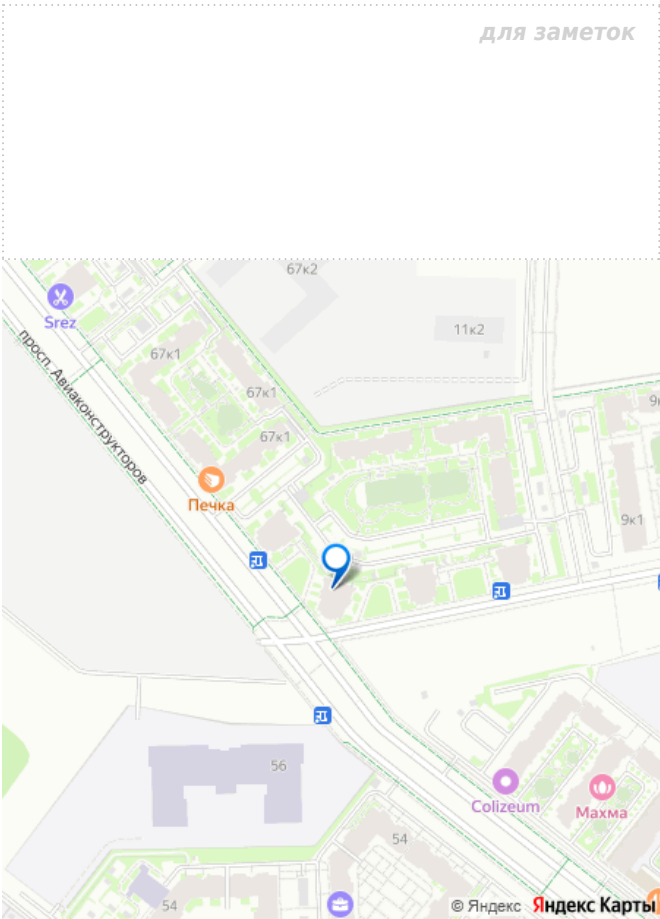 для заметок
67к2
Srez
11к2
просп. Авиаконструкторов
67к1
67к1
9к
67к1
Печка
9к1
56
Colizeum
Махма
54
54
© Яндекс Яндекс Карты